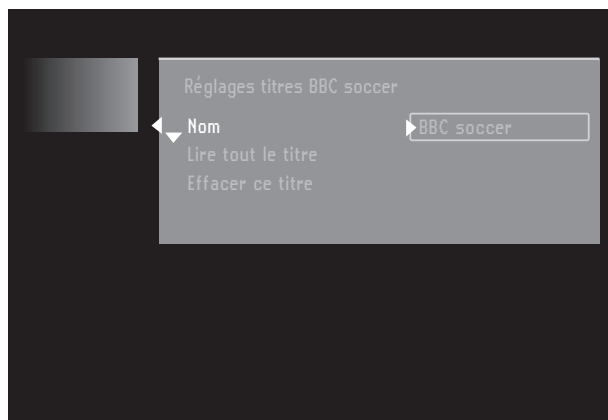 Réglages titres BBC soccer
Nom BBC soccer
Lire tout le titre
Effacer ce titre